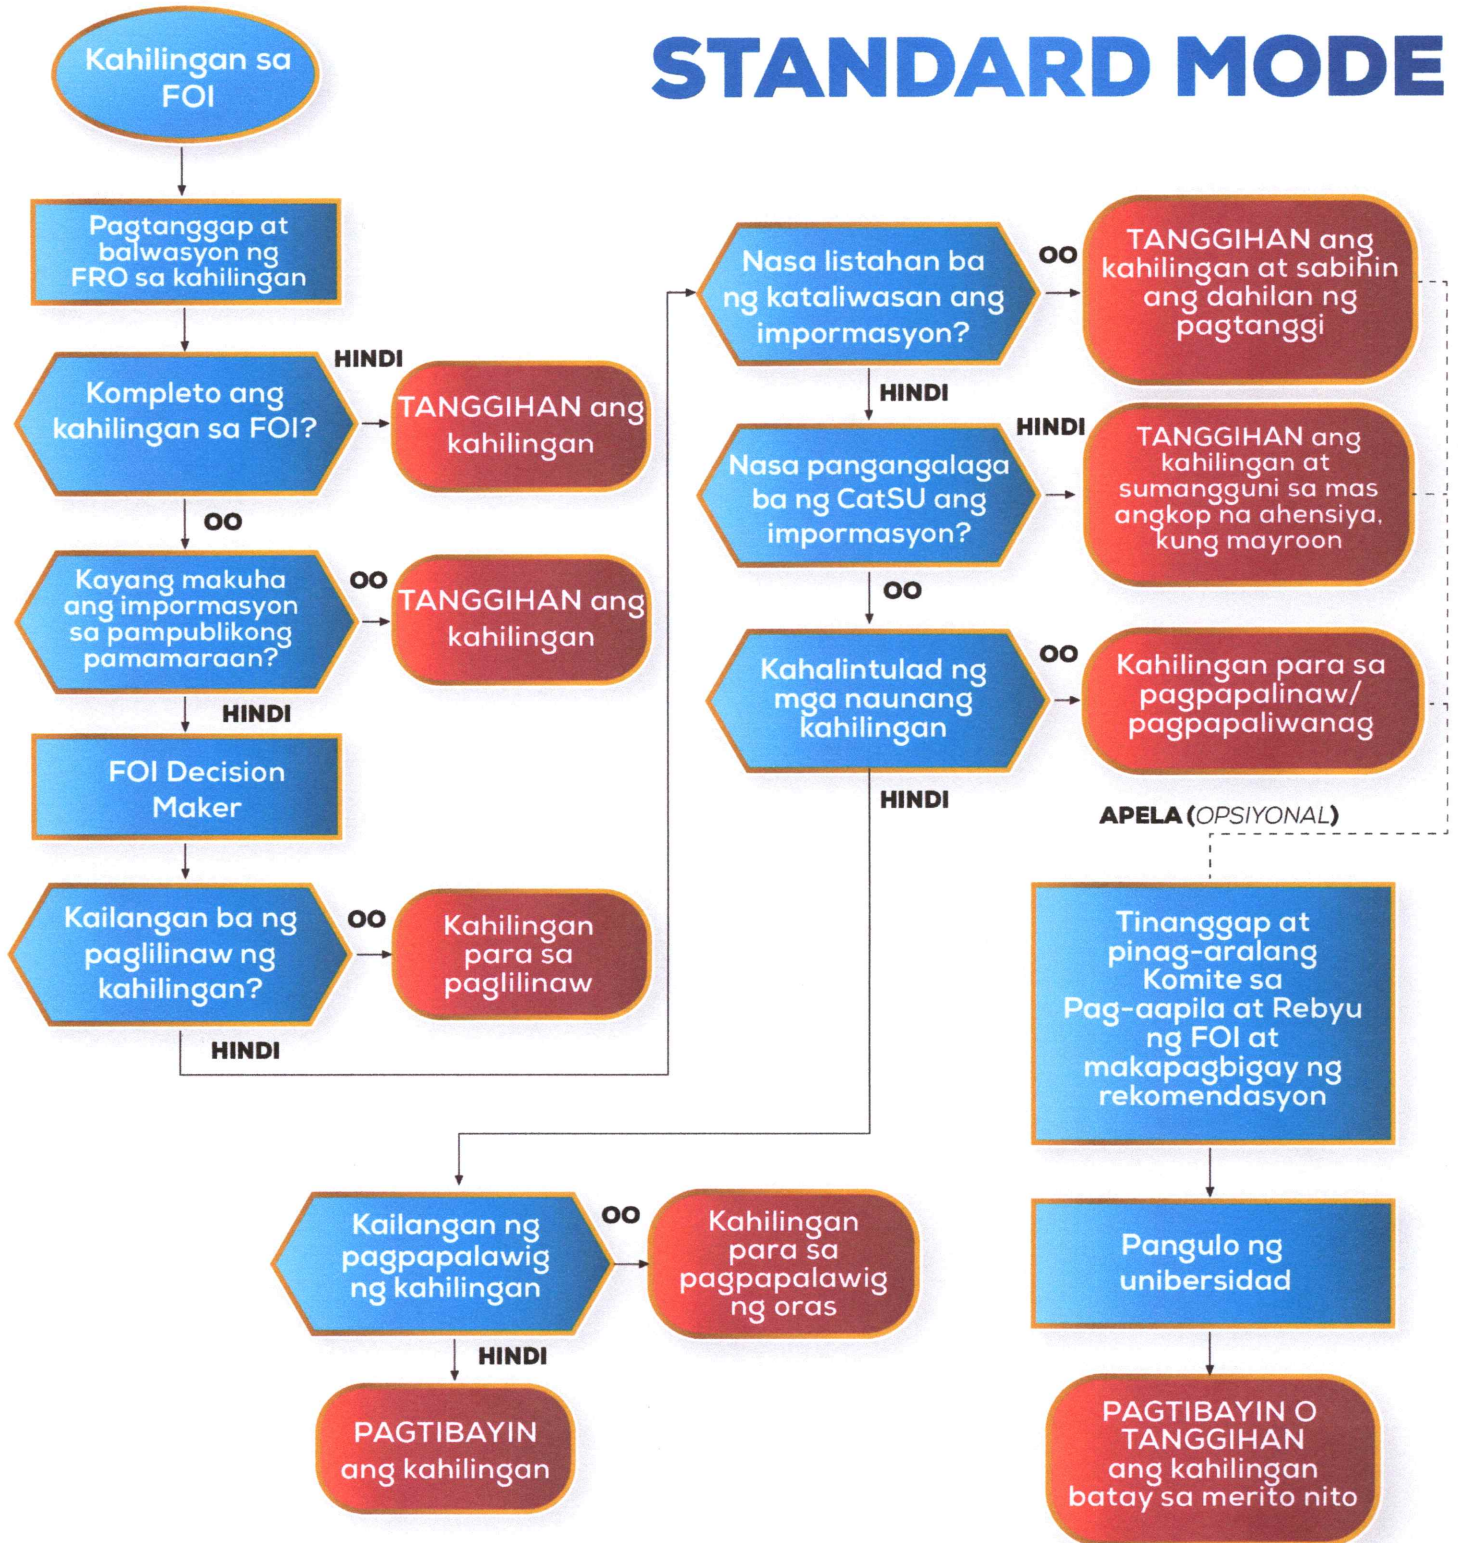 STANDARD MODE
Kahilingan sa
FOI
Pagtanggap at
balwasyon ng
FRO sa kahilingan
Kompleto ang
kahilingan sa FOI?
HINDI
TANGGIHAN ang
kahilingan
OO
Kayang makuha
ang impormasyon
sa pampublikong
pamamaraan?
OO
TANGGIHAN ang
kahilingan
HINDI
FOI Decision
Maker
Kailangan ba ng
paglilinaw ng
kahilingan?
OO
Kahilingan
para sa
paglilinaw
HINDI
Nasa listahan ba
ng kataliwasan ang
impormasyon?
OO
TANGGIHAN ang
kahilingan at sabihin
ang dahilan ng
pagtanggi
HINDI
Nasa pangangalaga
ba ng CatSU ang
impormasyon?
HINDI
TANGGIHAN ang
kahilingan at
sumangguni sa mas
angkop na ahensiya,
kung mayroon
OO
Kahalintulad ng
mga naunang
kahilingan
OO
Kahilingan para sa
pagpapalinaw/
pagpapaliwanag
HINDI
APELA (OPSIYONAL)
Tinanggap at
pinag-aralang
Komite sa
Pag-aapila at Rebyu
ng FOI at
makapagbigay ng
rekomendasyon
Pangulo ng
unibersidad
PAGTIBAYIN O
TANGGIHAN
ang kahilingan
batay sa merito nito
Kailangan ng
pagpapalawig
ng kahilingan
OO
Kahilingan
para sa
pagpapalawig
ng oras
HINDI
PAGTIBAYIN
ang kahilingan